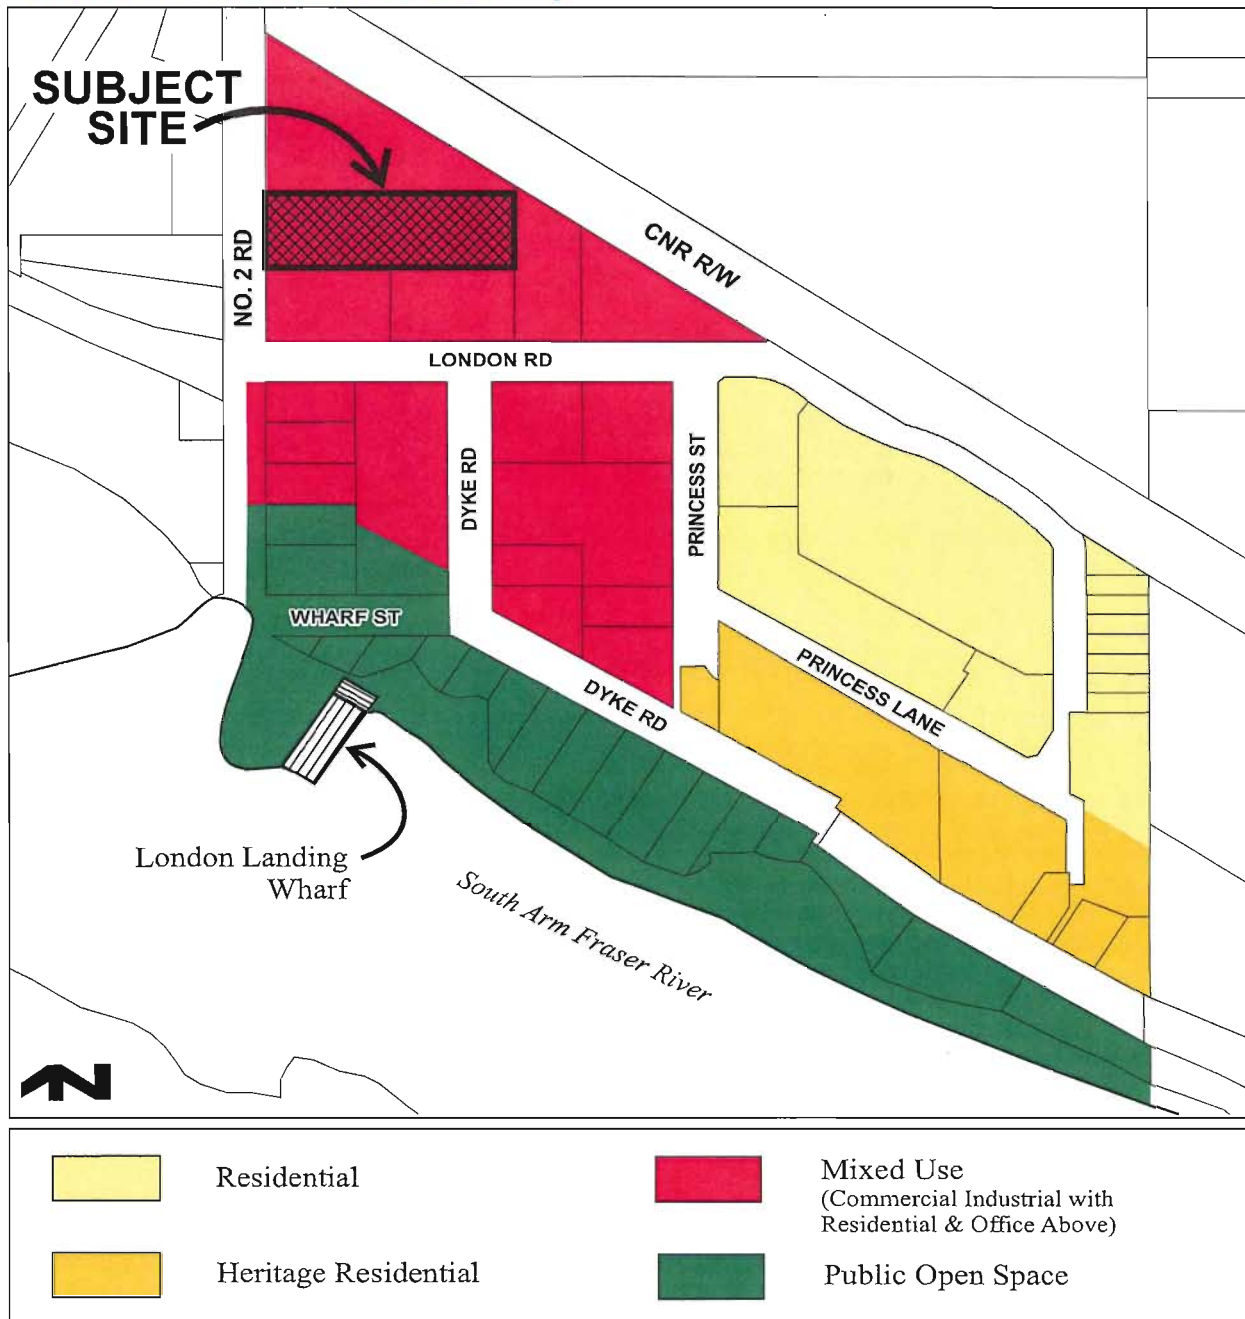 SUBJECT
SITE
CNR R/W
NO. 2 RD
LONDON RD
DYKE RD
PRINCESS ST
WHARF ST
PRINCESS LANE
DYKE RD
London Landing
Wharf
South Arm Fraser River
Residential
Mixed Use
(Commercial Industrial with
Residential & Office Above)
Heritage Residential
Public Open Space